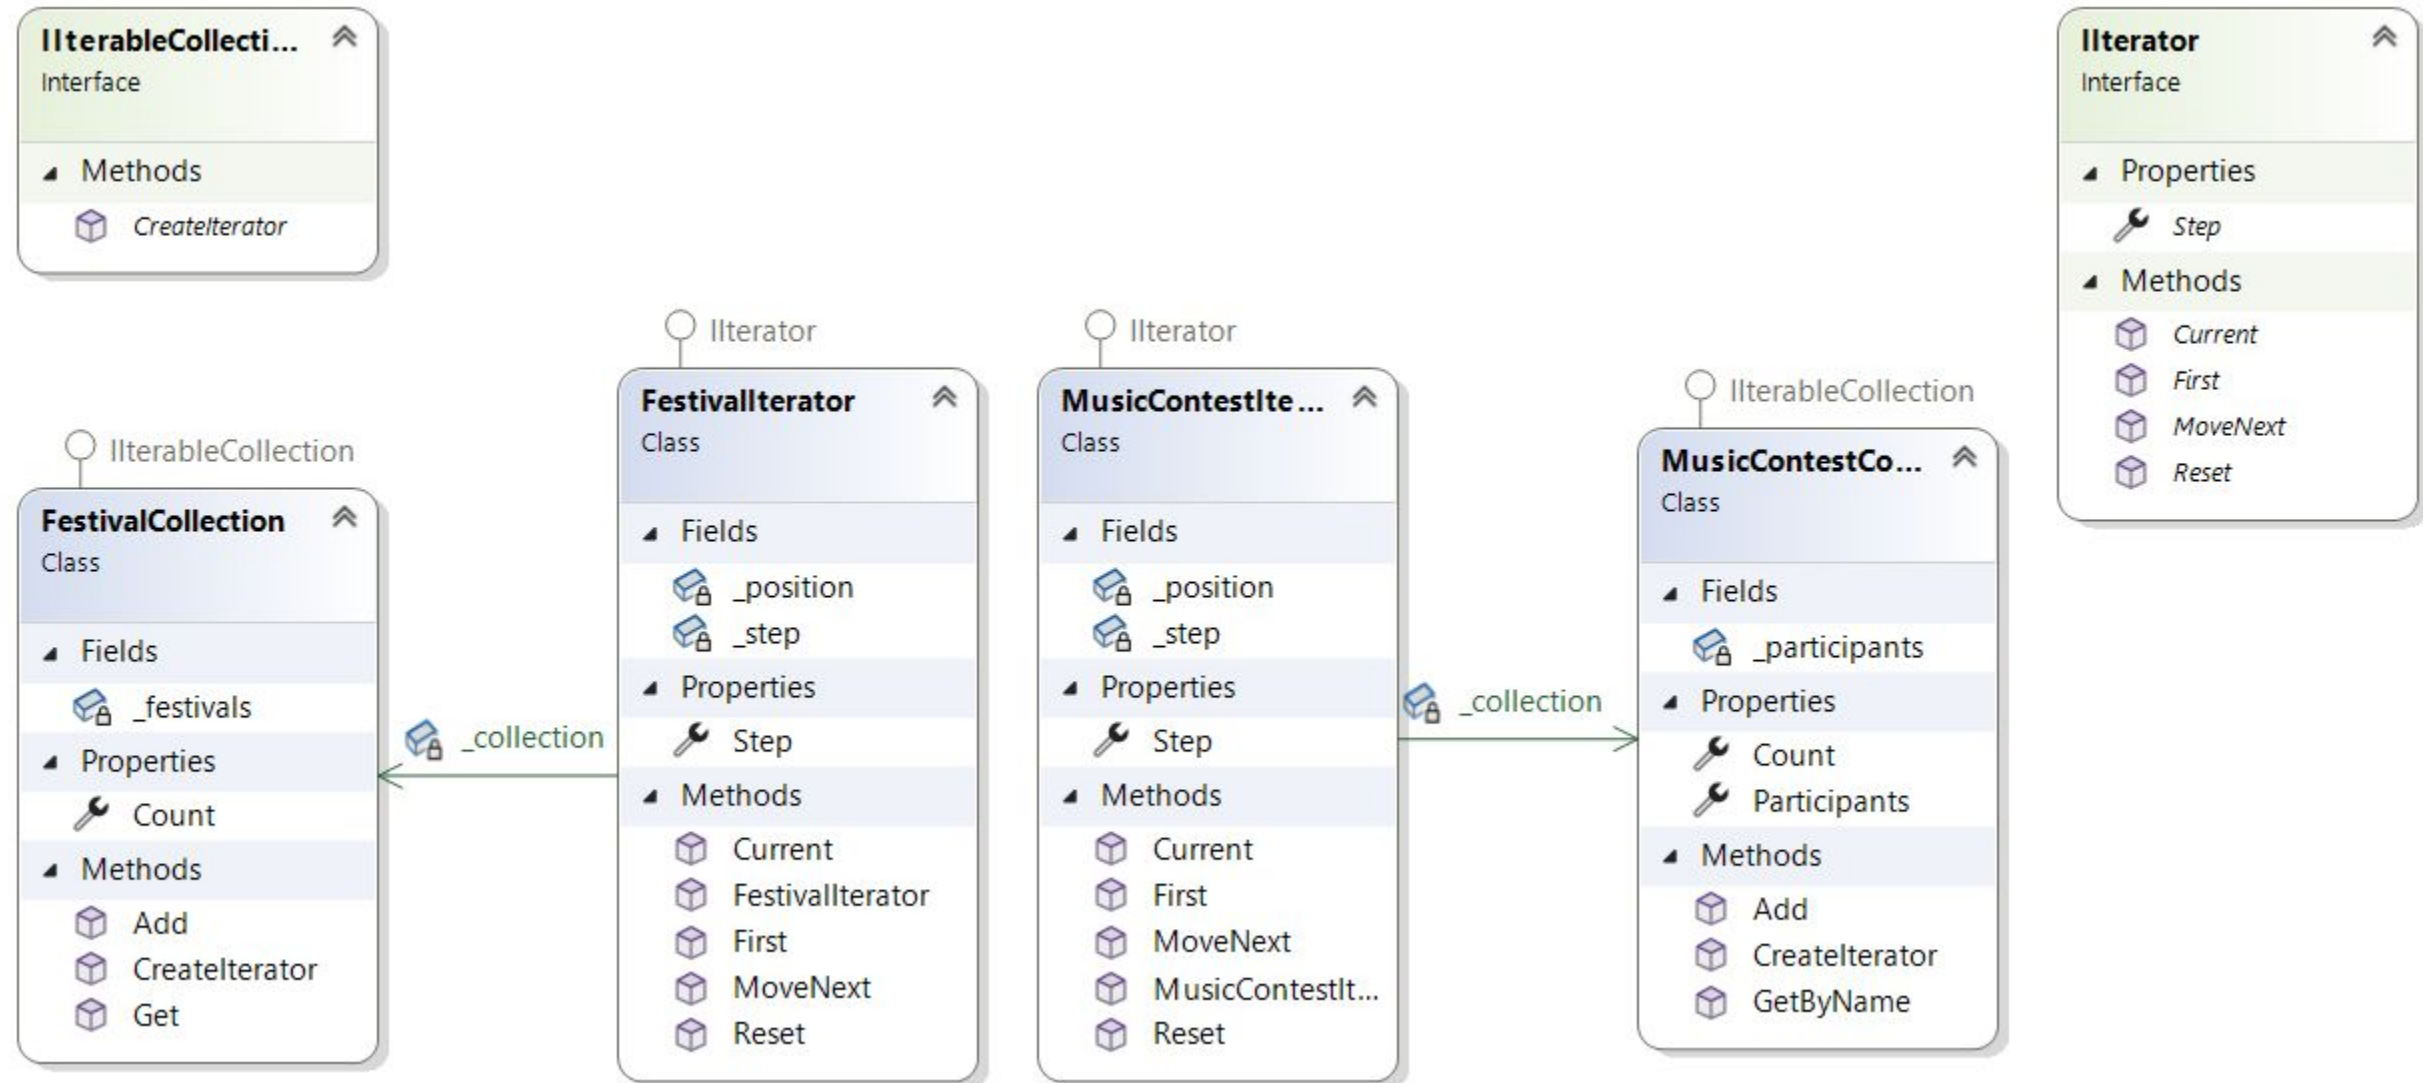 IIterableCollecti...
Interface
Methods
CreateIterator
IIterableCollection
FestivalCollection
Class
Fields
_festivals
Properties
Count
Methods
Add
CreateIterator
Get
_collection
IIterator
FestivalIterator
Class
Fields
_position
_step
Properties
Step
Methods
Current
FestivalIterator
First
MoveNext
Reset
IIterator
MusicContestIte...
Class
Fields
_position
_step
Properties
Step
Methods
Current
First
MoveNext
MusicContestIt...
Reset
_collection
IIterableCollection
MusicContestCo...
Class
Fields
_participants
Properties
Count
Participants
Methods
Add
CreateIterator
GetByName
IIterator
Interface
Properties
Step
Methods
Current
First
MoveNext
Reset